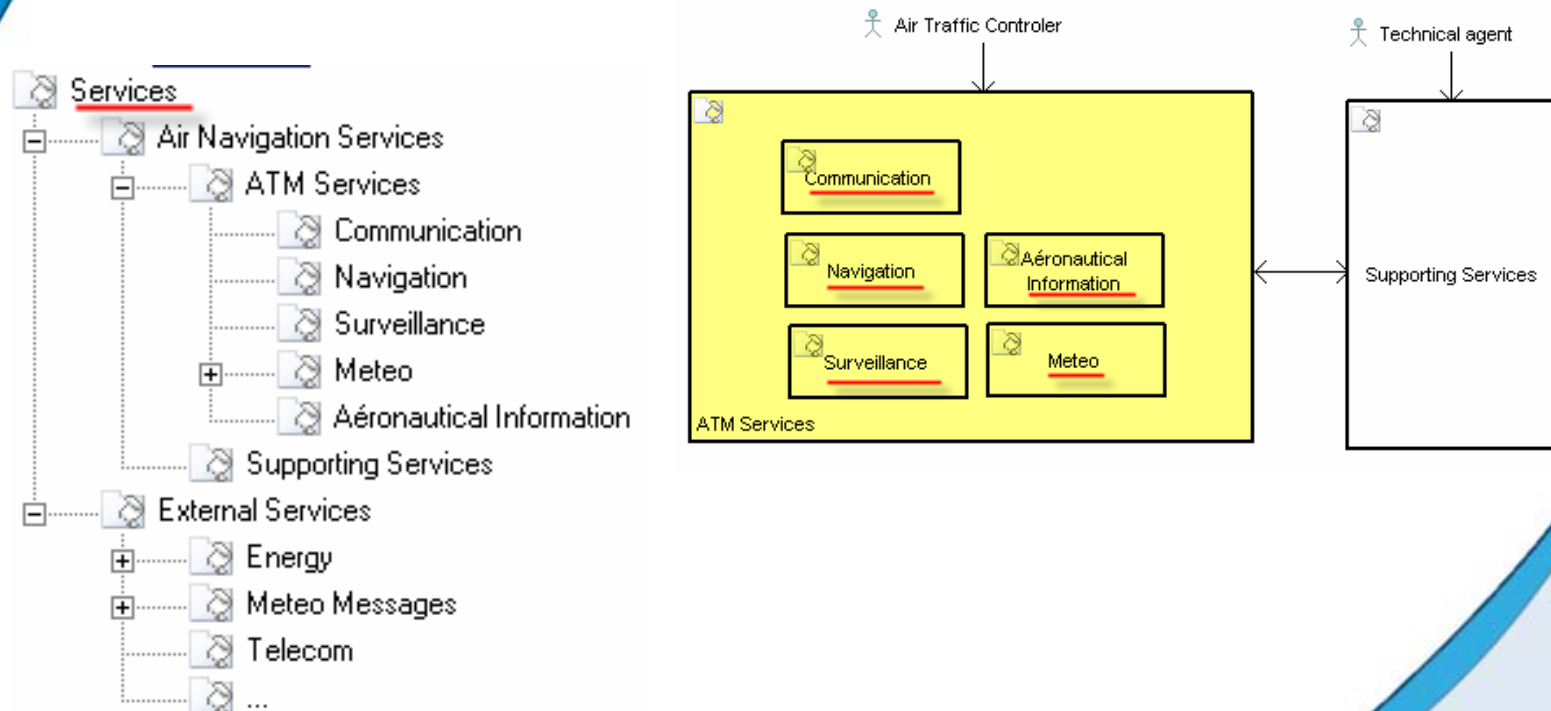 Services
Air Navigation Services
ATM Services
Communication
Navigation
Surveillance
Meteo
Aéronautical Information
Supporting Services
External Services
Energy
Meteo Messages
Telecom
...
Air Traffic Controler
Technical agent
Communication
Navigation
Aéronautical
Information
Surveillance
Meteo
ATM Services
Supporting Services